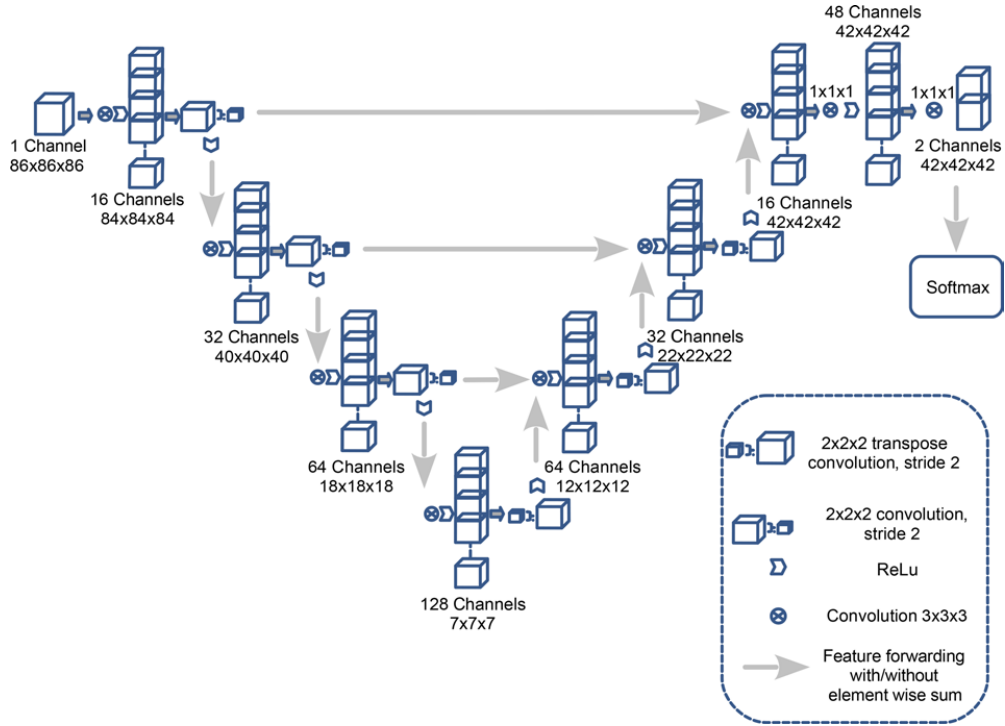 48 Channels
42x42x42
1x1x1
1x1x1
1 Channel
86x86x86
2 Channels
42x42x42
16 Channels
84x84x84
16 Channels
42x42x42
Softmax
32 Channels
40x40x40
32 Channels
22x22x22
64 Channels
18x18x18
64 Channels
12x12x12
128 Channels
7x7x7
2x2x2 transpose
convolution, stride 2
2x2x2 convolution,
stride 2
ReLu
Convolution 3x3x3
Feature forwarding
with/without
element wise sum